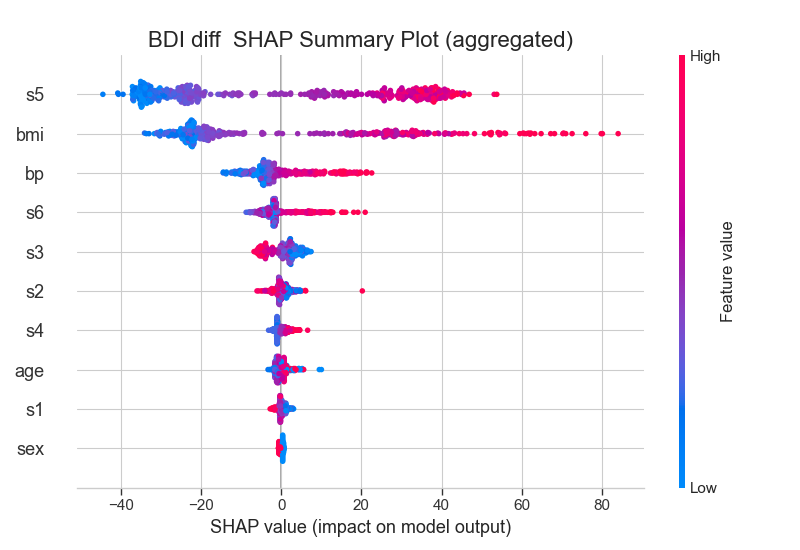 BDI diff  SHAP Summary Plot (aggregated)
High
s5
bmi
bp
s6
s3
s2
s4
age
s1
sex
Feature value
Low
−40
−20
0
20
40
60
80
SHAP value (impact on model output)